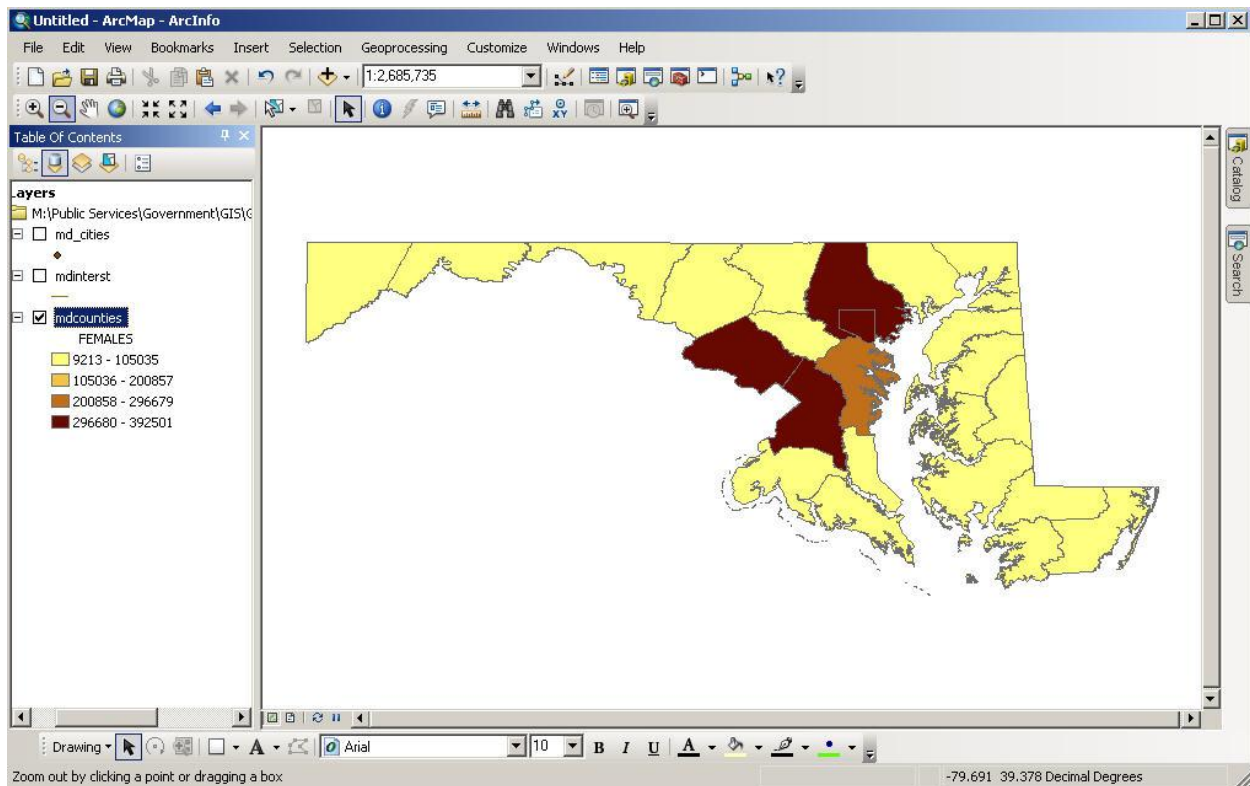 Untitled - ArcMap - ArcInfo
File Edit View Bookmarks Insert Selection Geoprocessing Customize Windows Help
1:2,685,735
Table Of Contents
Layers
M:\Public Services\Government\GIS\G
md_cities
mdinterst
mdcounties
FEMALES
9213 - 105035
105036 - 200857
200858 - 296679
296680 - 392501
Catalog
Search
Drawing A Arial 10 B I U A
Zoom out by clicking a point or dragging a box
-79.691 39.378 Decimal Degrees